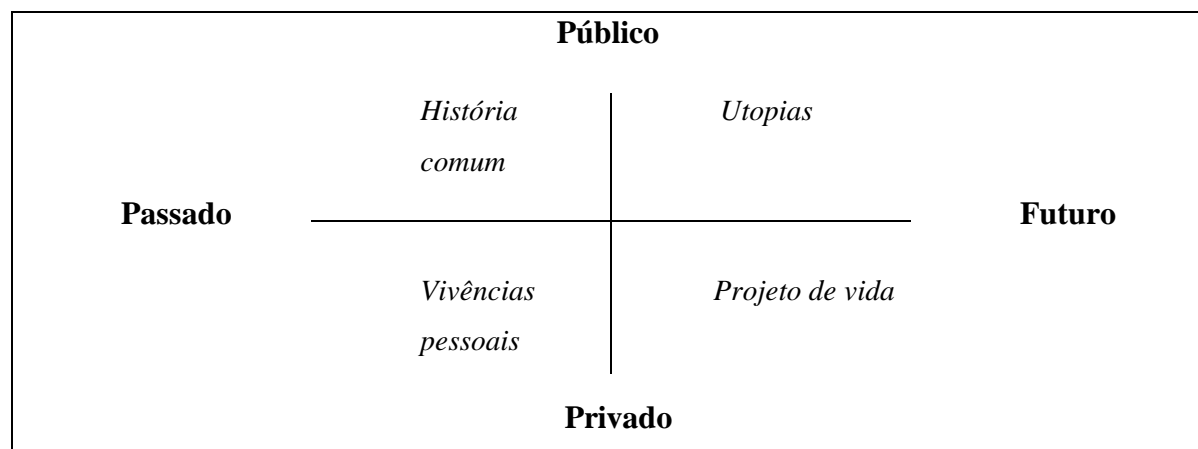 Público
História Utopias
comum
Passado Futuro
Vivências Projeto de vida
pessoais
Privado